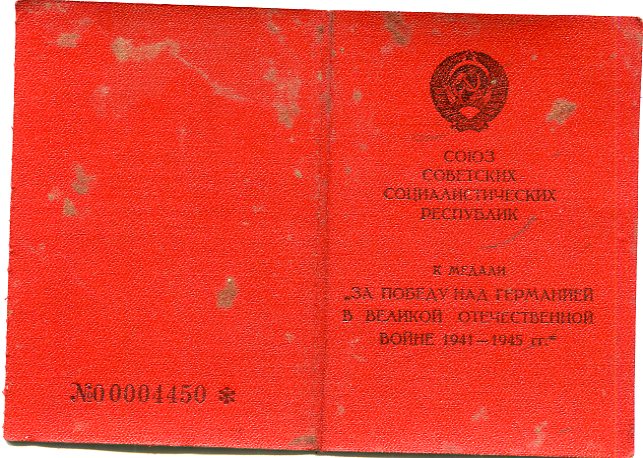 №00004450 *
СОЮЗ
СОВЕТСКИХ
СОЦИАЛИСТИЧЕСКИХ
РЕСПУБЛИК
К МЕДАЛИ
„ЗА ПОБЕДУ НАД ГЕРМАНИЕЙ
В ВЕЛИКОЙ ОТЕЧЕСТВЕННОЙ
ВОЙНЕ 1941—1945 гг.“